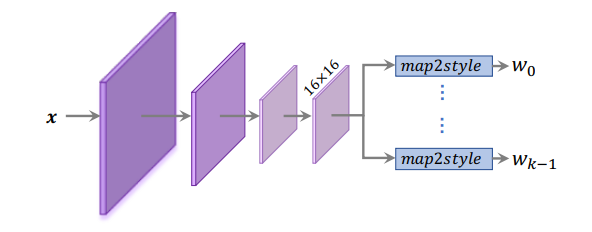 x
16×16
map2style
w0
⋮
⋮
map2style
wk−1